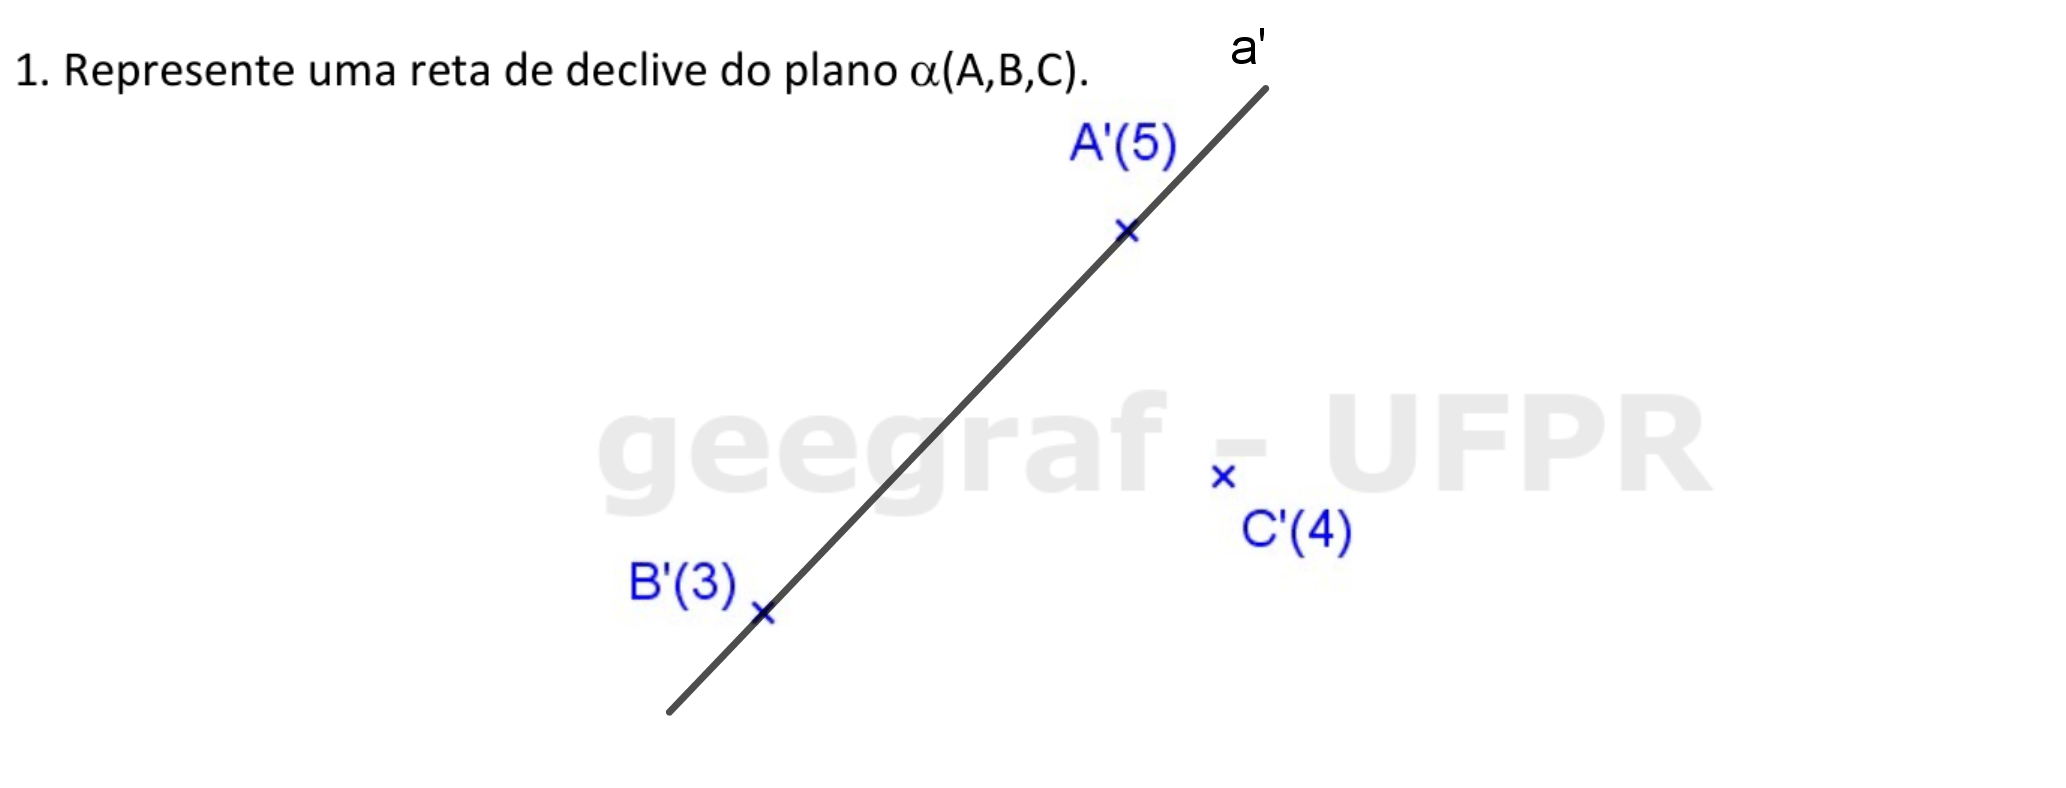 a'
1. Represente uma reta de declive do plano α(A,B,C).
A'(5)
geegraf - UFPR
C'(4)
B'(3)